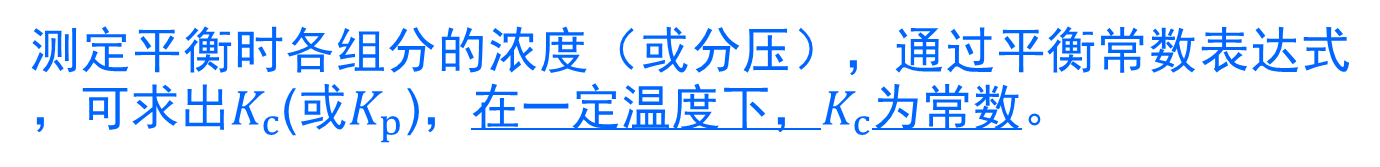 测定平衡时各组分的浓度（或分压），通过平衡常数表达式
，可求出Kc(或Kp)，在一定温度下，Kc为常数。